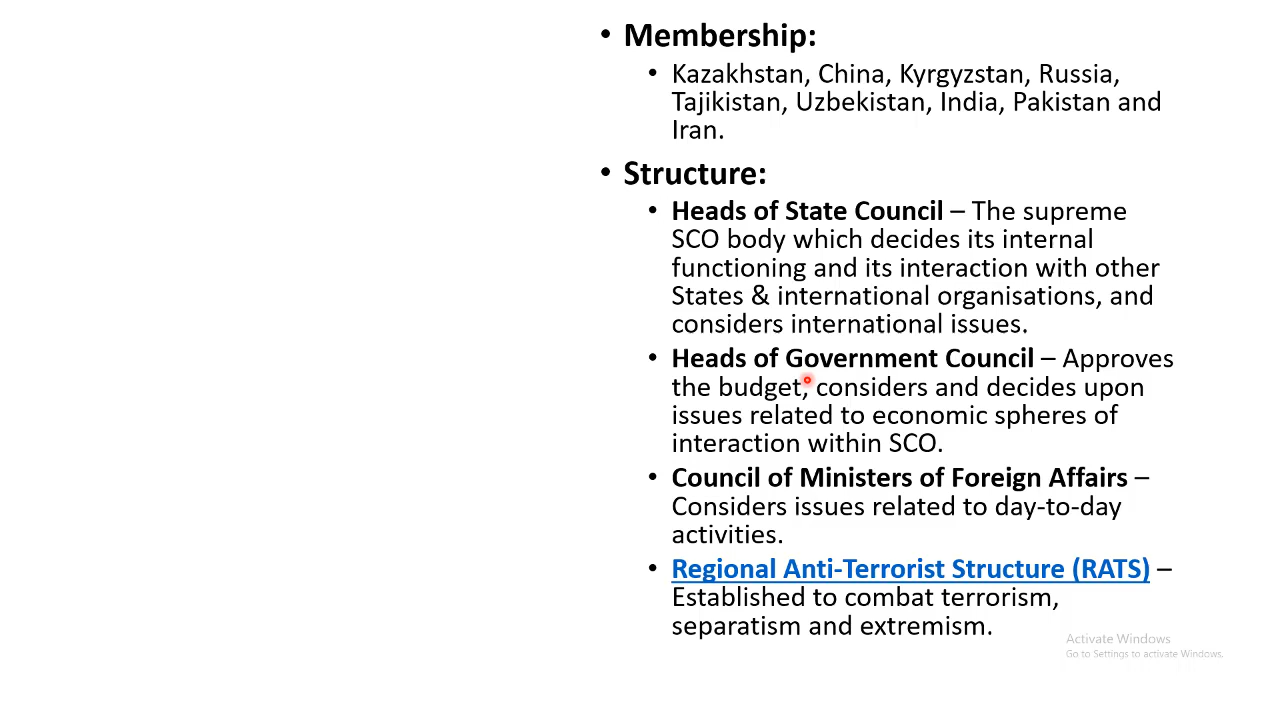 • Membership:
• Kazakhstan, China, Kyrgyzstan, Russia,
Tajikistan, Uzbekistan, India, Pakistan and
Iran.
• Structure:
• Heads of State Council – The supreme
SCO body which decides its internal
functioning and its interaction with other
States & international organisations, and
considers international issues.
• Heads of Government Council – Approves
the budget, considers and decides upon
issues related to economic spheres of
interaction within SCO.
• Council of Ministers of Foreign Affairs –
Considers issues related to day-to-day
activities.
• Regional Anti-Terrorist Structure (RATS) –
Established to combat terrorism,
separatism and extremism.
Activate Windows
Go to Settings to activate Windows.